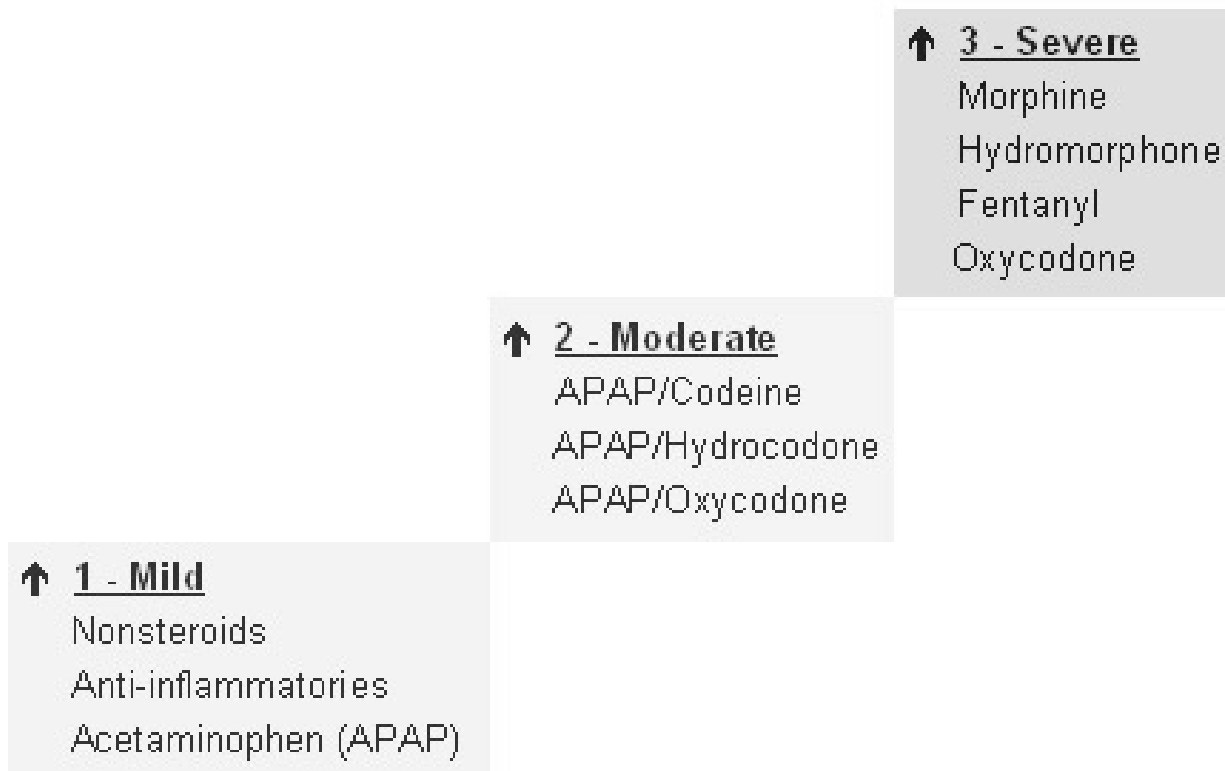 3 - Severe
Morphine
Hydromorphone
Fentanyl
Oxycodone
2 - Moderate
APAP/Codeine
APAP/Hydrocodone
APAP/Oxycodone
1 - Mild
Nonsteroids
Anti-inflammatories
Acetaminophen (APAP)